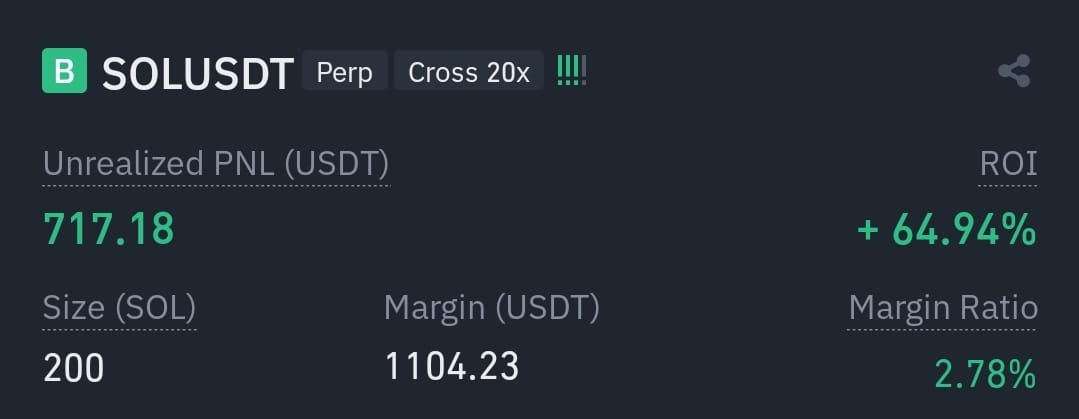 B SOLUSDT Perp Cross 20x
Unrealized PNL (USDT) ROI
717.18 + 64.94%
Size (SOL) Margin (USDT) Margin Ratio
200 1104.23 2.78%